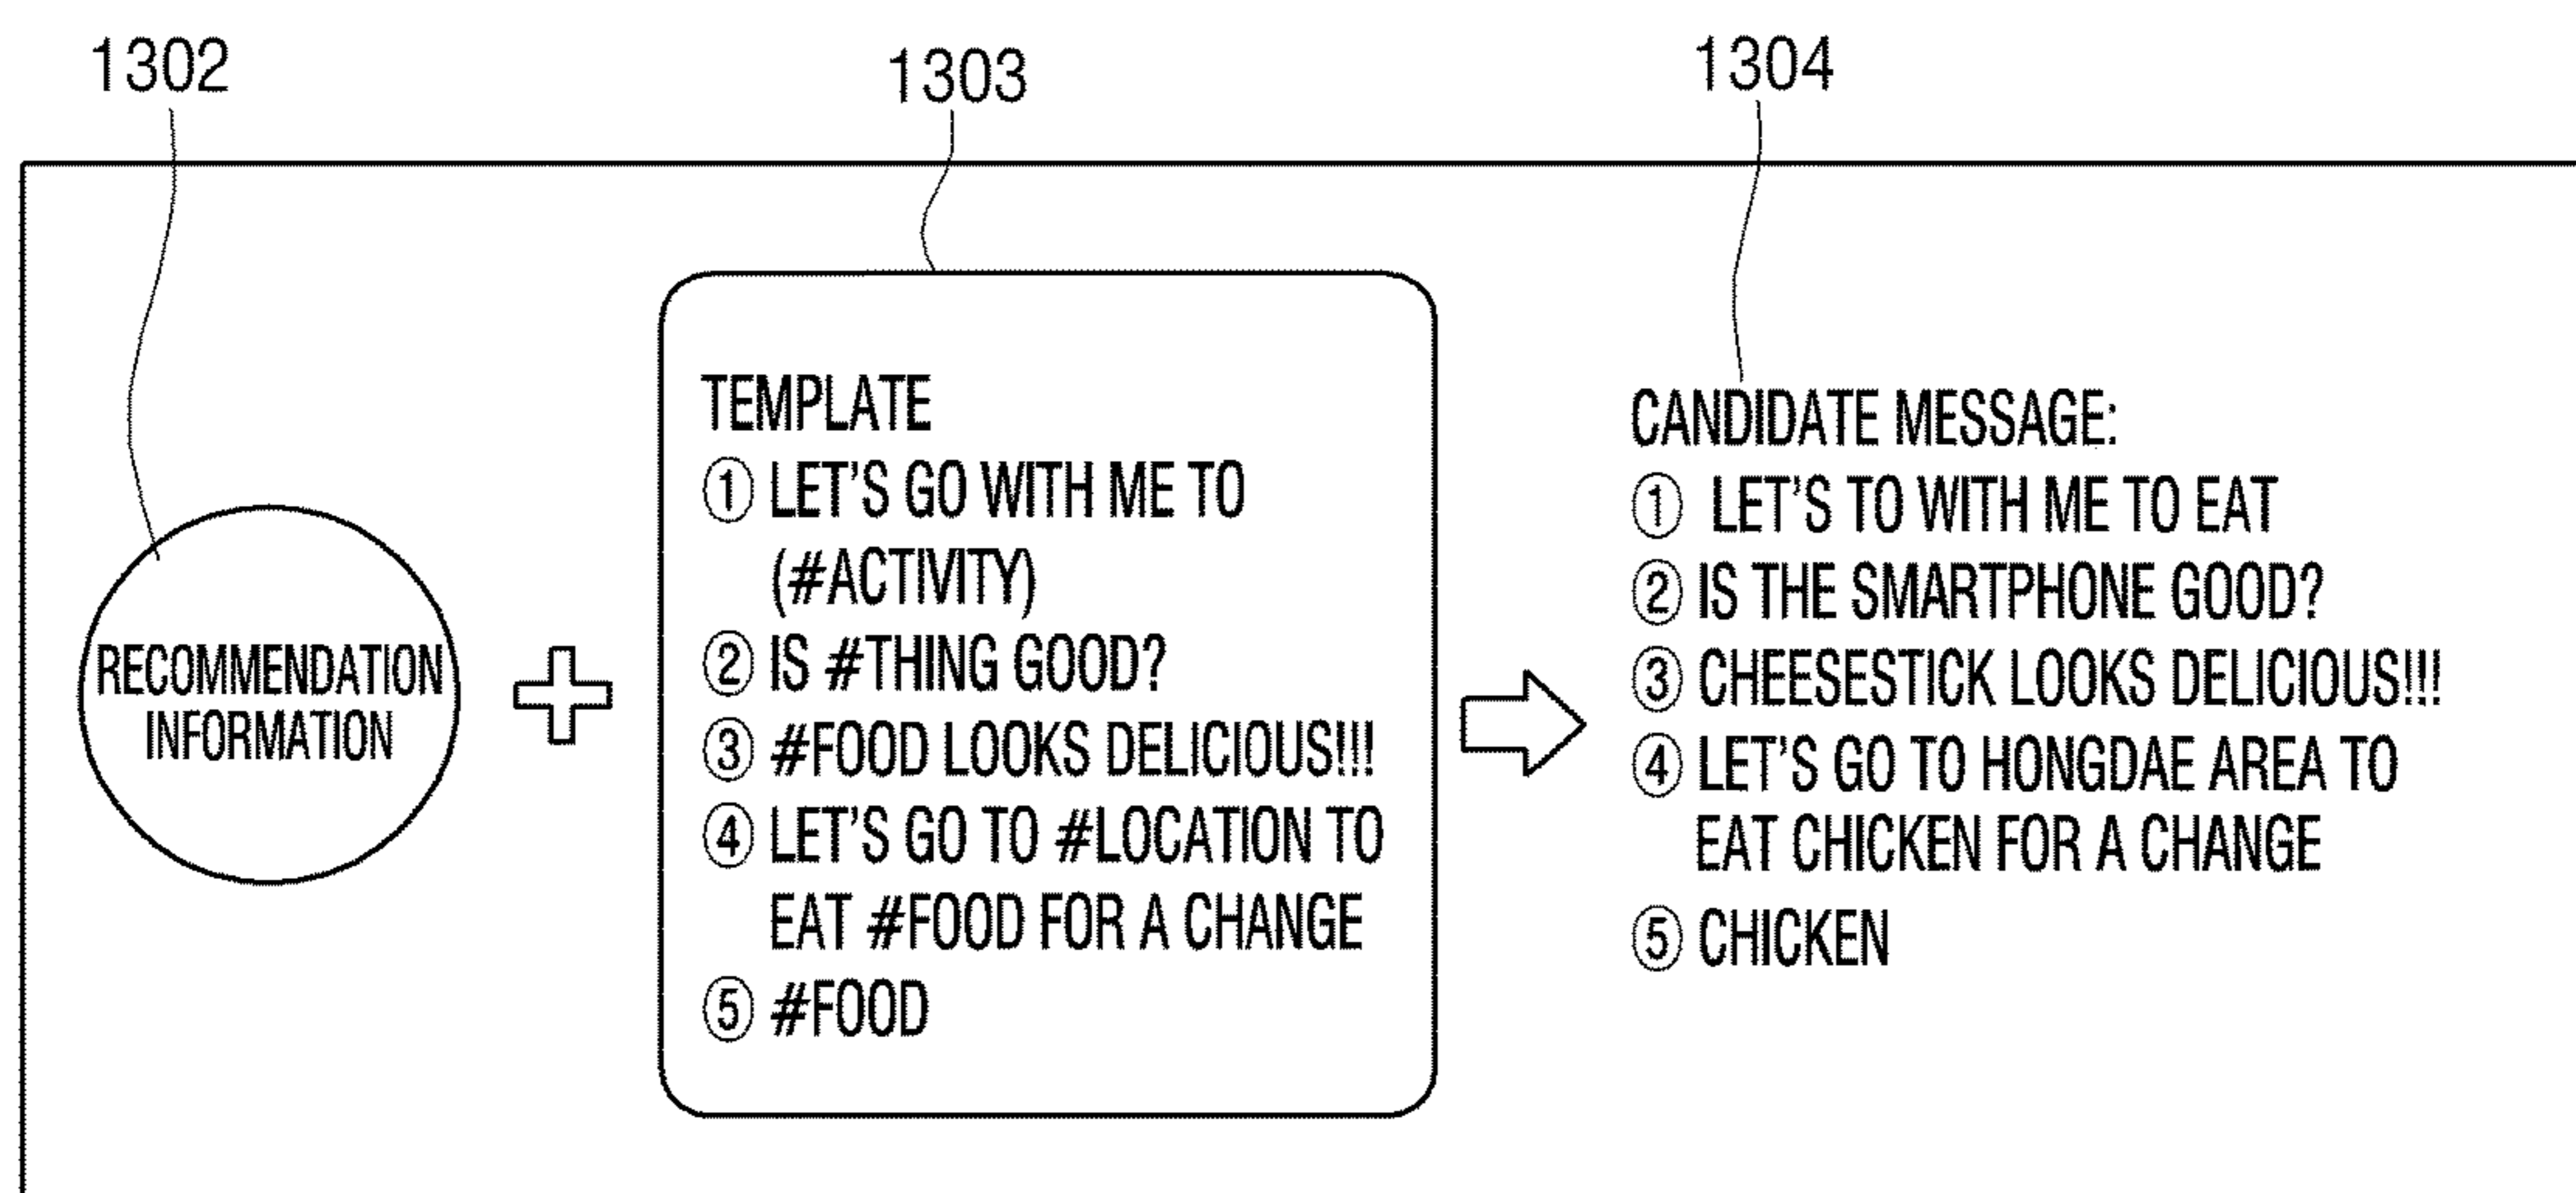 1302
1303
1304
RECOMMENDATION
INFORMATION
TEMPLATE
① LET'S GO WITH ME TO
(#ACTIVITY)
② IS #THING GOOD?
③ #FOOD LOOKS DELICIOUS!!!
④ LET'S GO TO #LOCATION TO
EAT #FOOD FOR A CHANGE
⑤ #FOOD
CANDIDATE MESSAGE:
① LET'S TO WITH ME TO EAT
② IS THE SMARTPHONE GOOD?
③ CHEESESTICK LOOKS DELICIOUS!!!
④ LET'S GO TO HONGDAE AREA TO
EAT CHICKEN FOR A CHANGE
⑤ CHICKEN